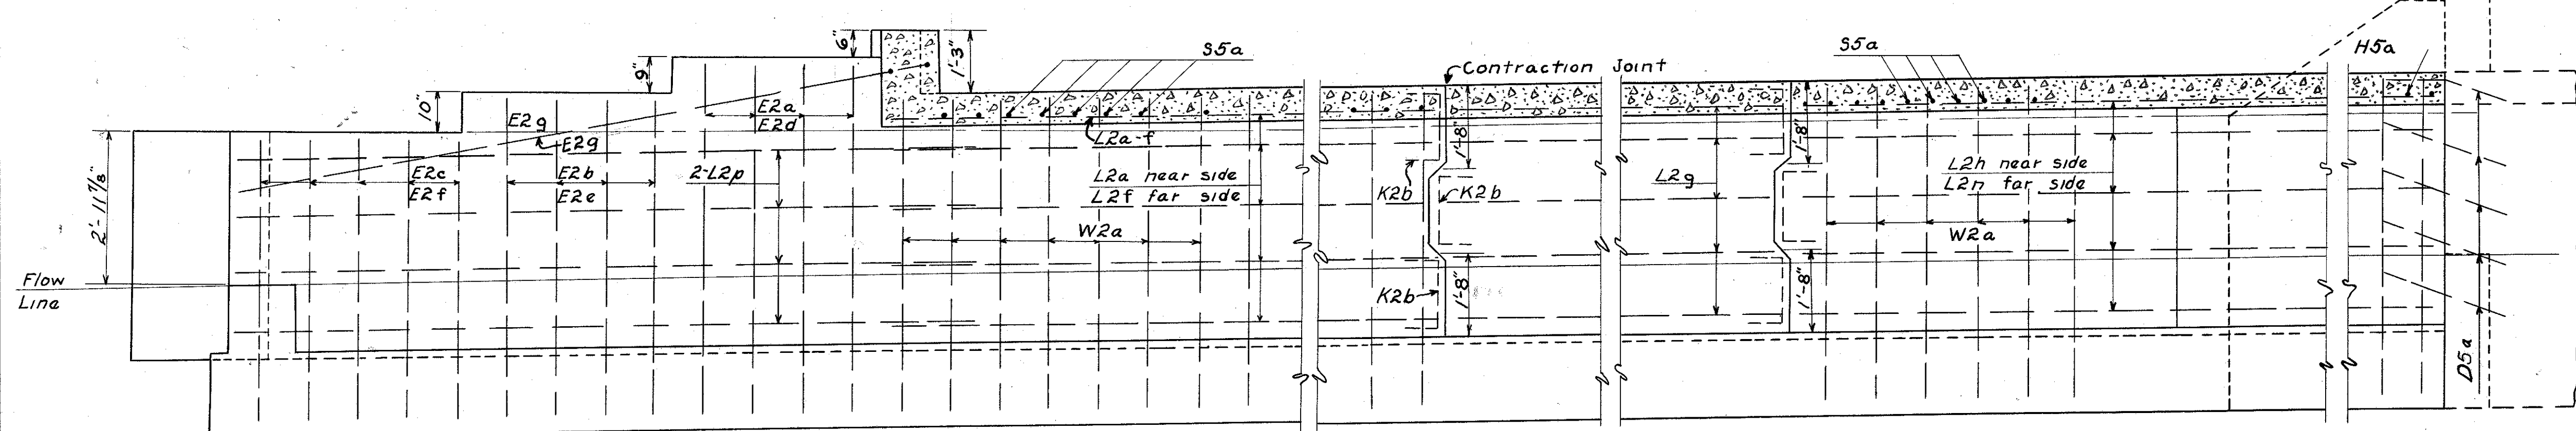 6"
1'-3"
9"
10"
S5a
Contraction Joint
S5a
H5a
E2a
E2d
E2g
E2g
L2a-f
1'-8"
1'-8"
2'-11 7/8"
E2c
E2f
E2b
E2e
2-L2p
L2a near side
L2f far side
K2b
K2b
L2g
L2h near side
L2n far side
W2a
W2a
Flow
Line
K2b
1'-8"
1'-8"
D5a